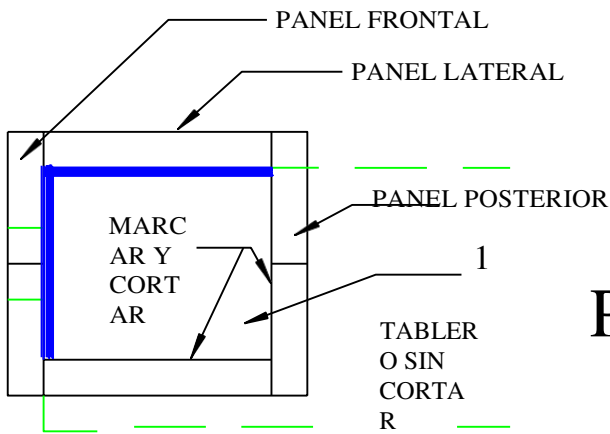 PANEL FRONTAL
PANEL LATERAL
PANEL POSTERIOR
MARC
AR Y
CORT
AR
1
TABLER
O SIN
CORTA
R